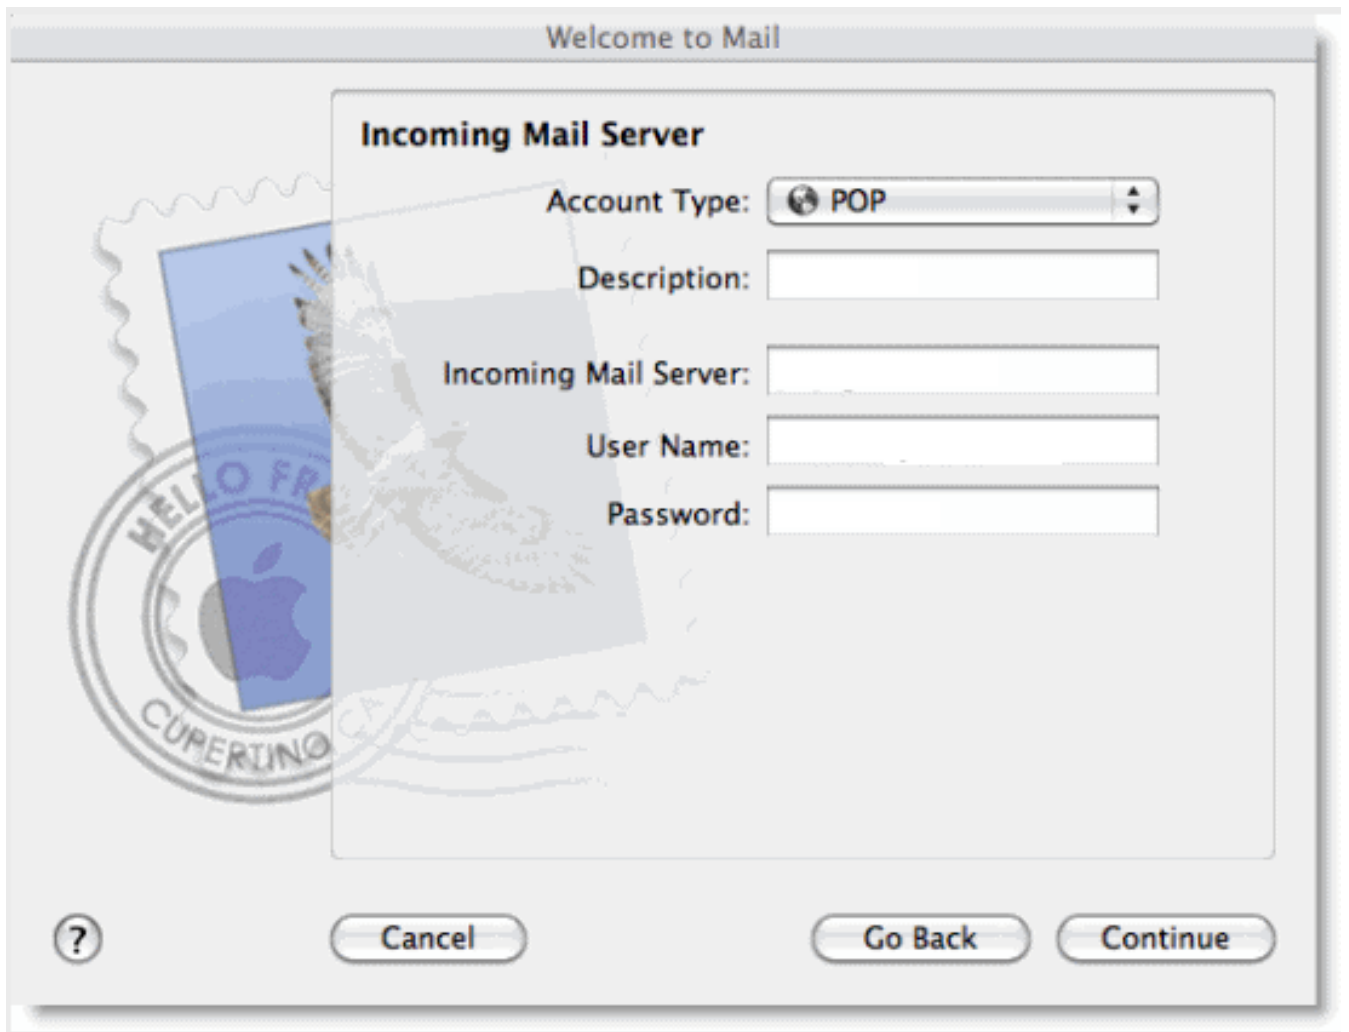 Welcome to Mail
Incoming Mail Server
Account Type: POP
Description:
Incoming Mail Server:
User Name:
Password:
HELLO FR
CUPERTINO CA
? Cancel Go Back Continue